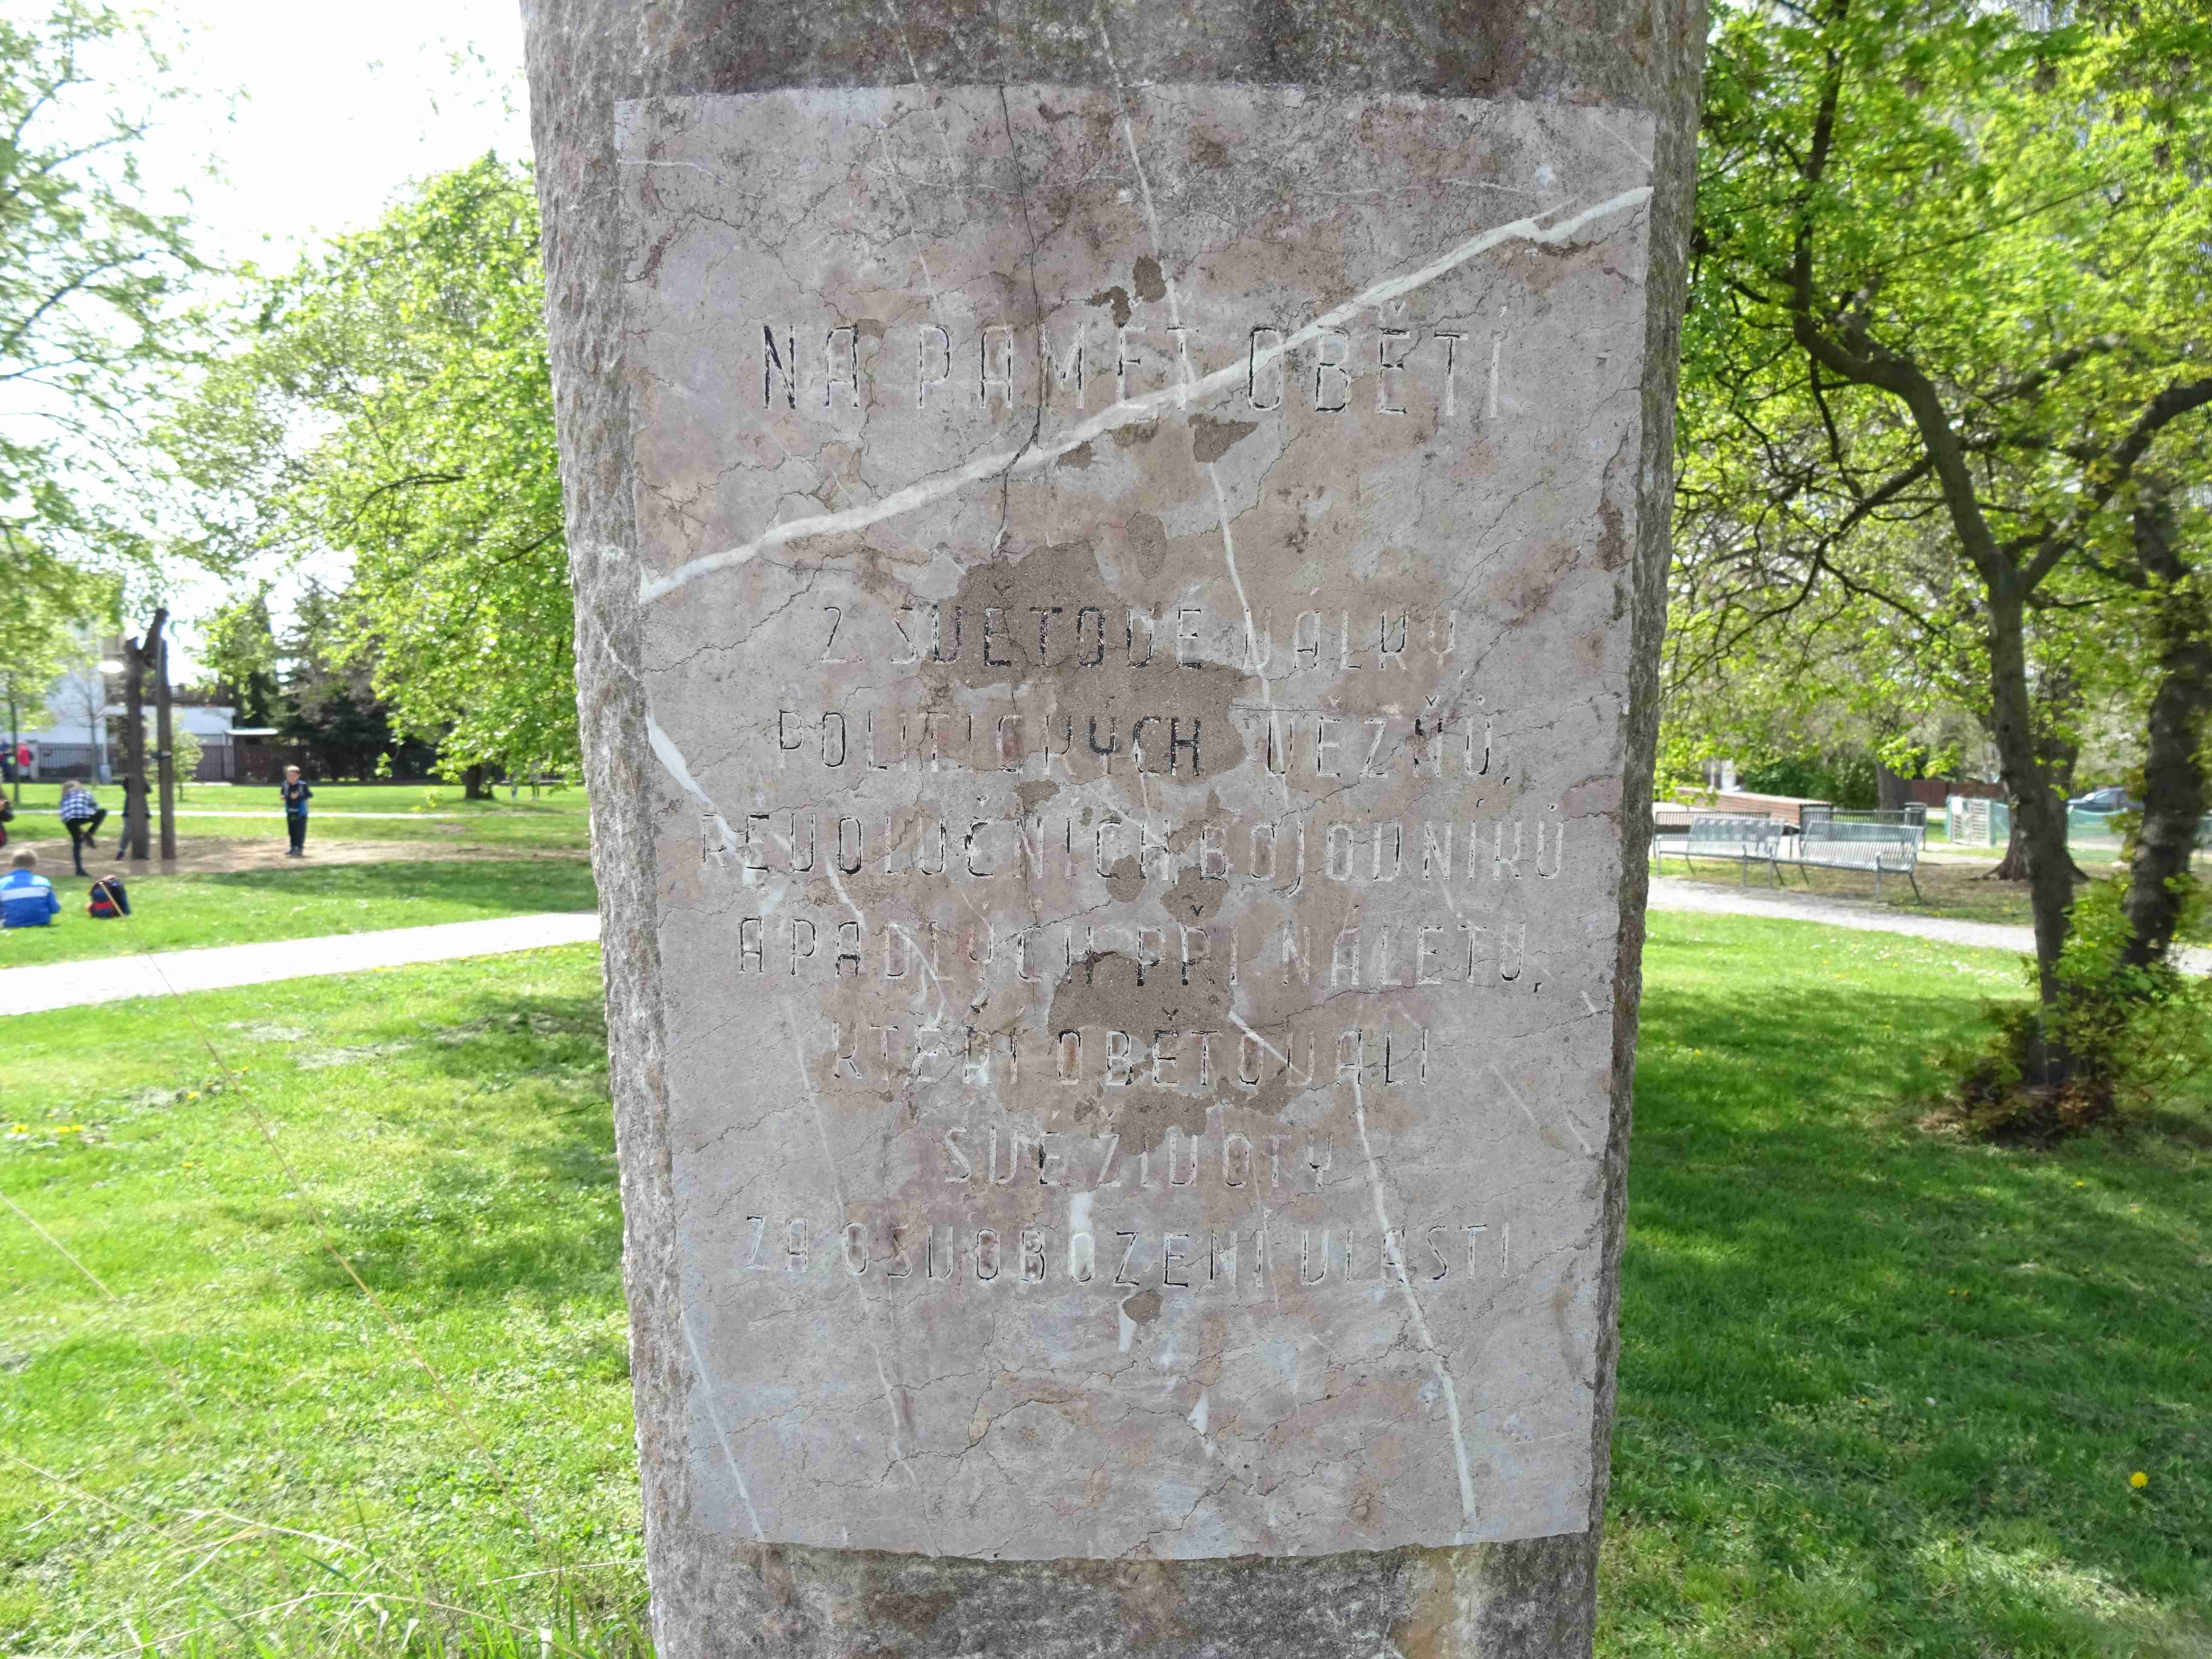 NA PAMĚT OBĚTÍ
2. SVĚTOVÉ VÁLKY,
POLITICKÝCH VĚZŇŮ,
REVOLUČNÍCH BOJOVNÍKŮ
A PADLÝCH PŘI NÁLETU,
KTEŘÍ OBĚTOVALI
SVÉ ŽIVOTY
ZA OSVOBOZENÍ VLASTI